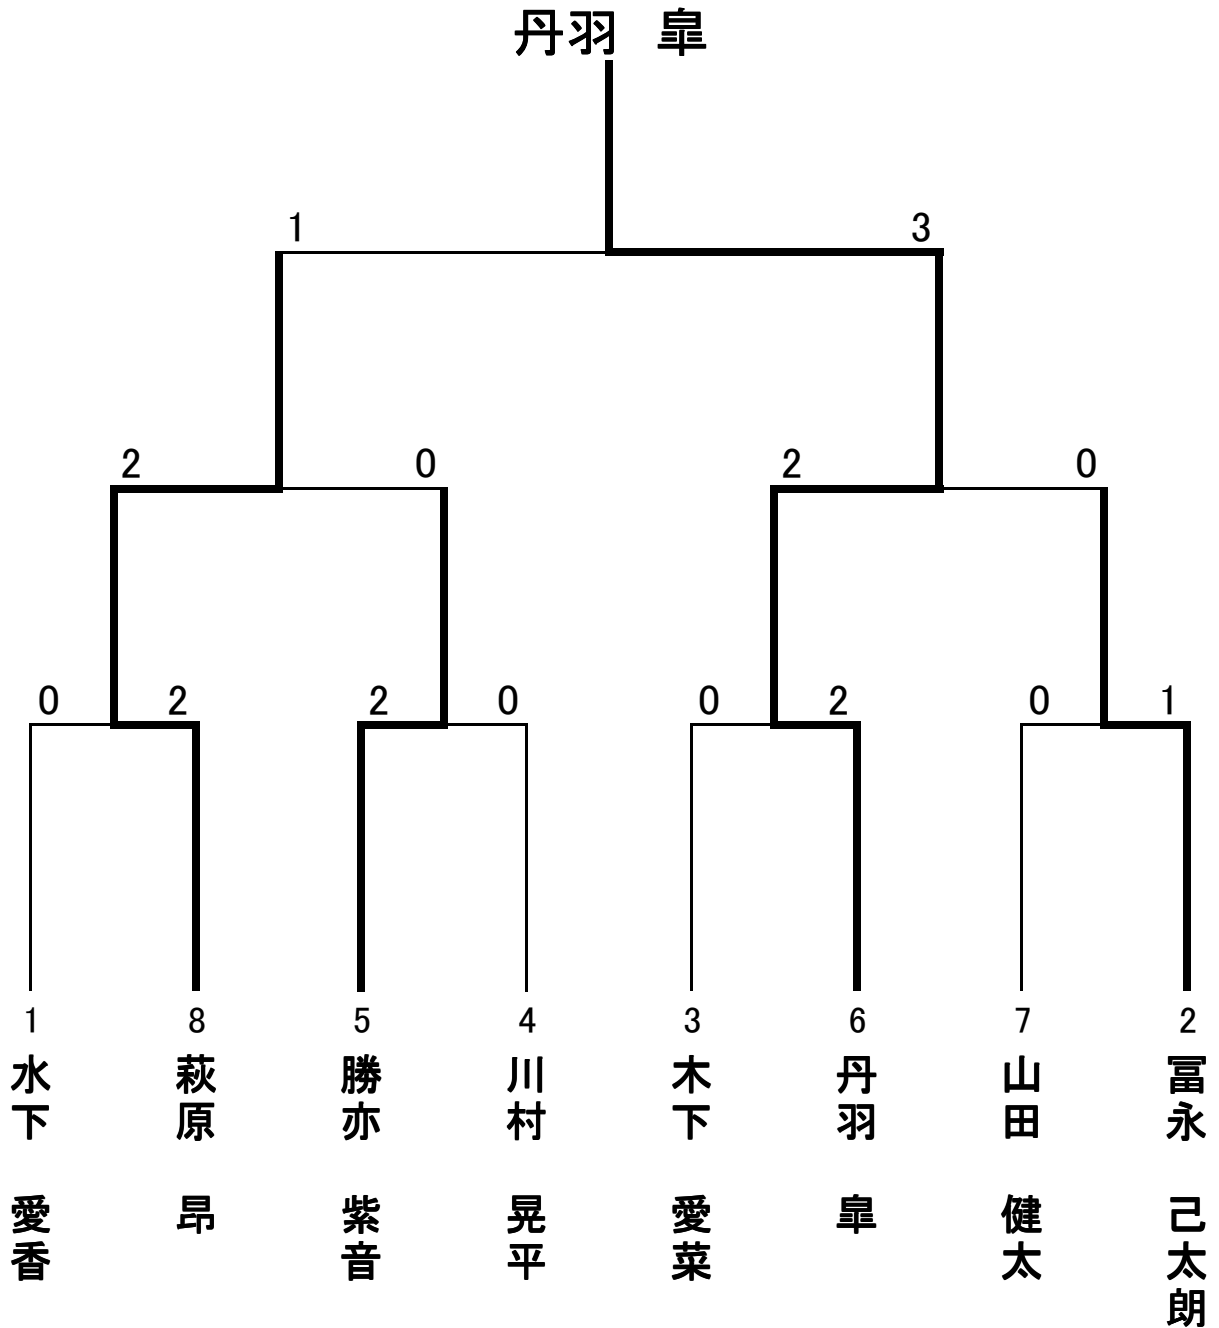 丹羽　皐
1 3
2 0 2 0
0 2 2 0 0 2 0 1
1 8 5 4 3 6 7 2
水下　愛香
萩原　昂
勝亦　紫音
川村　晃平
木下　愛菜
丹羽　皐
山田　健太
冨永　己太朗